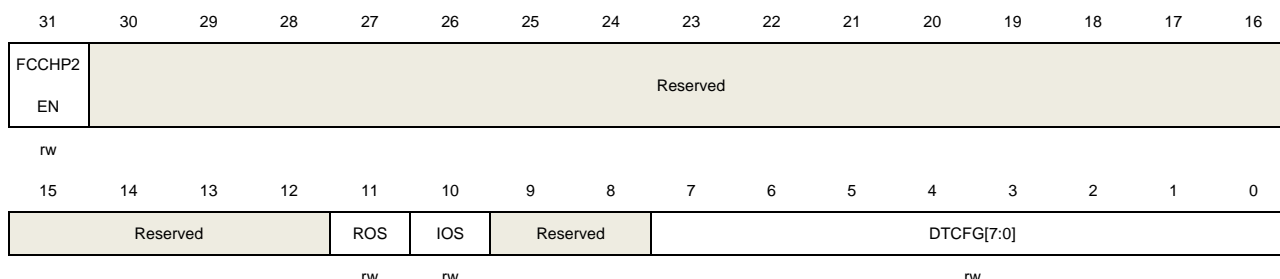 31 30 29 28 27 26 25 24 23 22 21 20 19 18 17 16
FCCHP2
EN
Reserved
rw
15 14 13 12 11 10 9 8 7 6 5 4 3 2 1 0
Reserved ROS IOS Reserved DTCFG[7:0]
rw rw rw